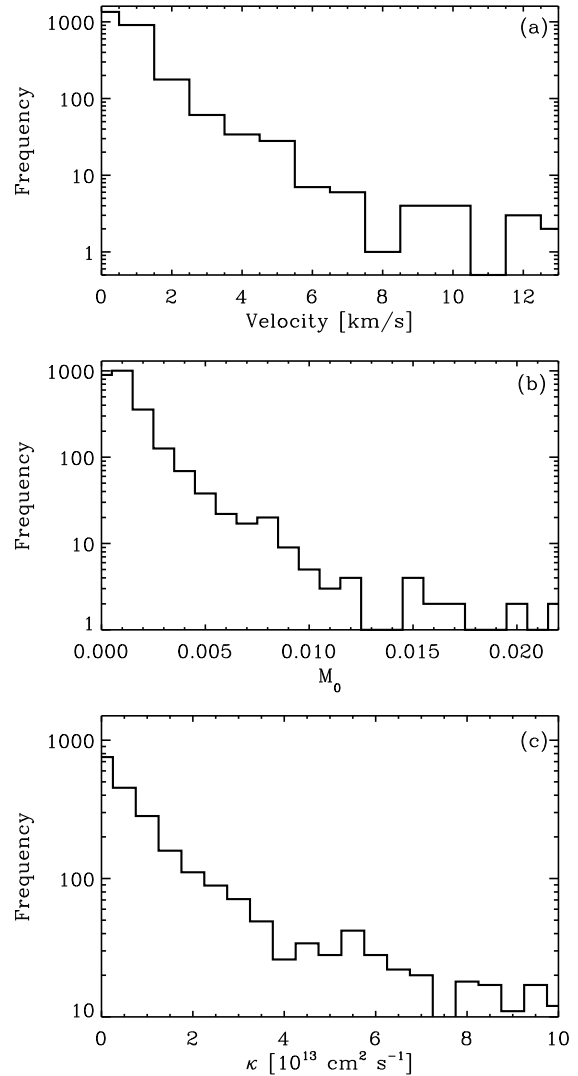 (a)
1000
100
10
1
Frequency
0 2 4 6 8 10 12
Velocity [km/s]
(b)
1000
100
10
1
Frequency
0.000 0.005 0.010 0.015 0.020
M₀
(c)
1000
100
10
Frequency
0 2 4 6 8 10
κ [10¹³ cm² s⁻¹]